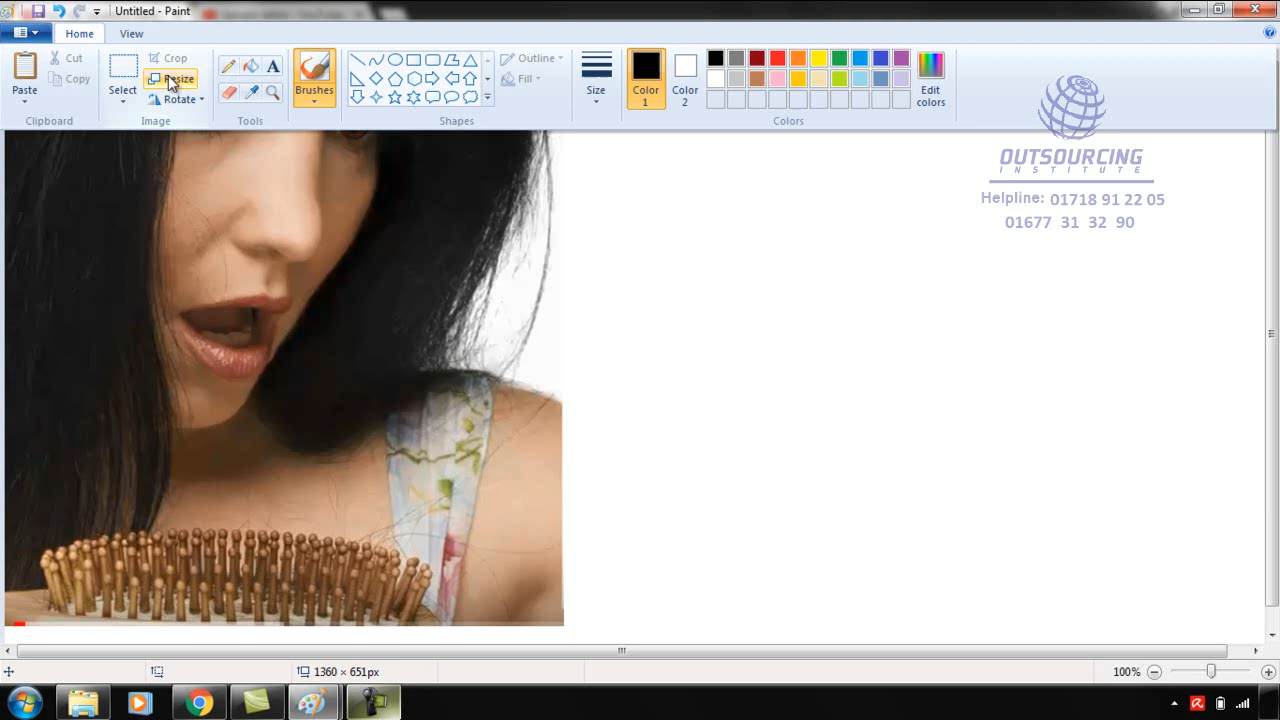 Untitled - Paint
Home
View
Paste
Cut
Copy
Clipboard
Select
Crop
Resize
Rotate
Image
A
Tools
Brushes
Outline
Fill
Shapes
Size
Color 1
Color 2
Edit colors
Colors
OUTSOURCING
INSTITUTE
Helpline: 01718 91 22 05
01677 31 32 90
1360 × 651px
100%